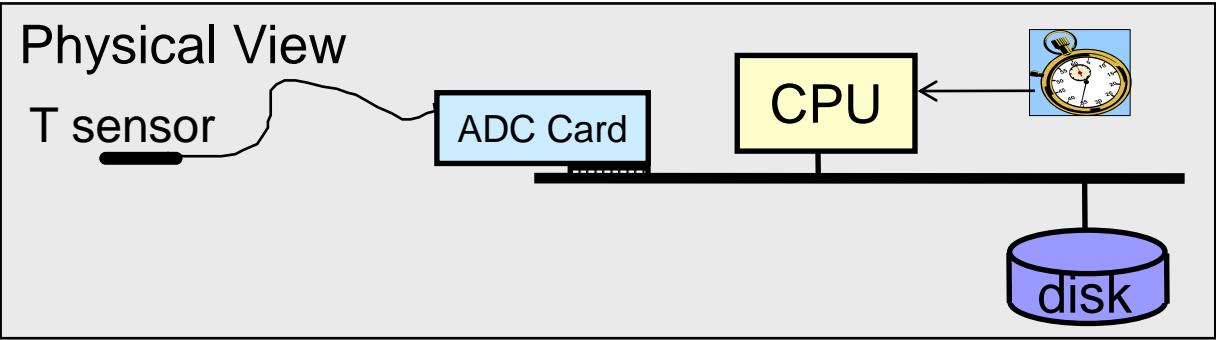 Physical View
T sensor
ADC Card
CPU
disk